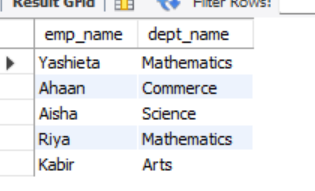 Result Grid Filter Rows:
emp_name dept_name
Yashieta Mathematics
Ahaan Commerce
Aisha Science
Riya Mathematics
Kabir Arts